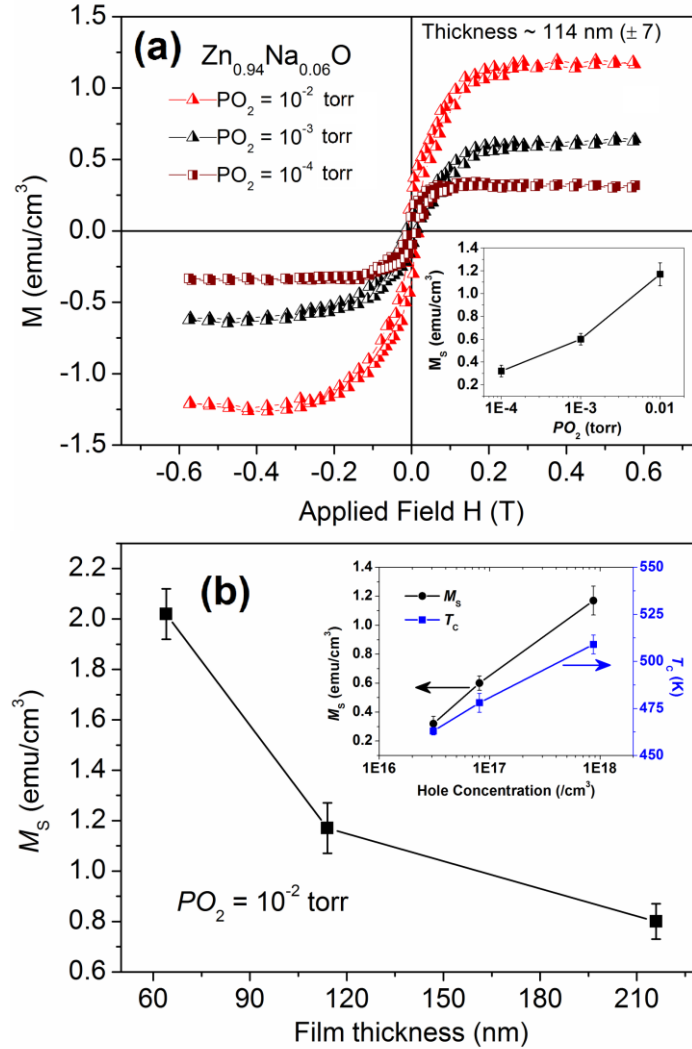 (a)
Thickness ~ 114 nm (± 7)
Zn0.94Na0.06O
PO2 = 10-2 torr
PO2 = 10-3 torr
PO2 = 10-4 torr
M (emu/cm3)
1.5
1.0
0.5
0.0
-0.5
-1.0
-1.5
-0.6 -0.4 -0.2 0.0 0.2 0.4 0.6
Applied Field H (T)
MS (emu/cm3)
1.4
1.2
1.0
0.8
0.6
0.4
0.2
1E-4 1E-3 0.01
PO2 (torr)
(b)
MS (emu/cm3)
2.2
2.0
1.8
1.6
1.4
1.2
1.0
0.8
0.6
60 90 120 150 180 210
Film thickness (nm)
PO2 = 10-2 torr
MS
TC
MS (emu/cm3)
1.4
1.2
1.0
0.8
0.6
0.4
0.2
550
525
500
475
450
TC (K)
1E16 1E17 1E18
Hole Concentration (/cm3)